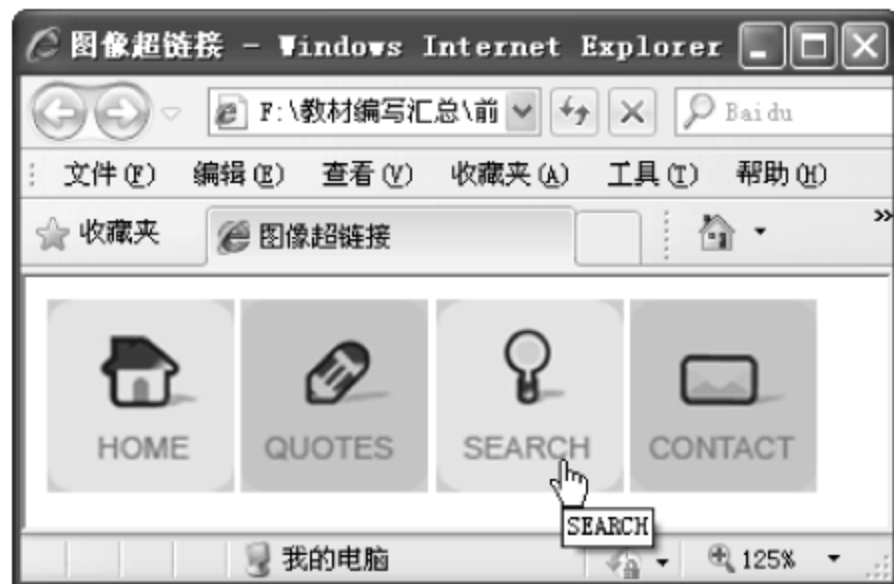 图像超链接 - Windows Internet Explorer
F:\教材编写汇总\前 Baidu
文件(F) 编辑(E) 查看(V) 收藏夹(A) 工具(T) 帮助(H)
收藏夹 图像超链接 »
HOME QUOTES SEARCH CONTACT
SEARCH
我的电脑 125%